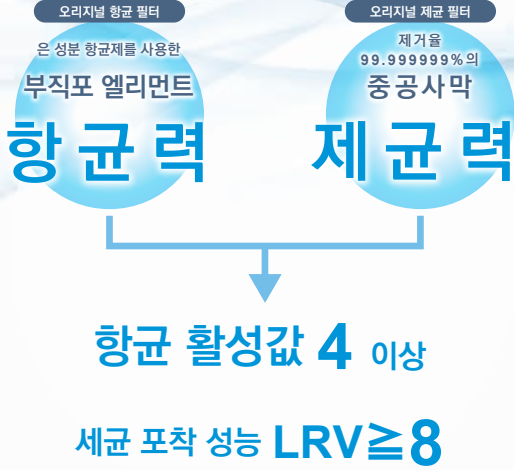 오리지널 항균 필터
은 성분 항균제를 사용한
부직포 엘리먼트
항균력
오리지널 제균 필터
제거율
99.999999%의
중공사막
제균력
항균 활성값 4 이상
세균 포착 성능 LRV≧8